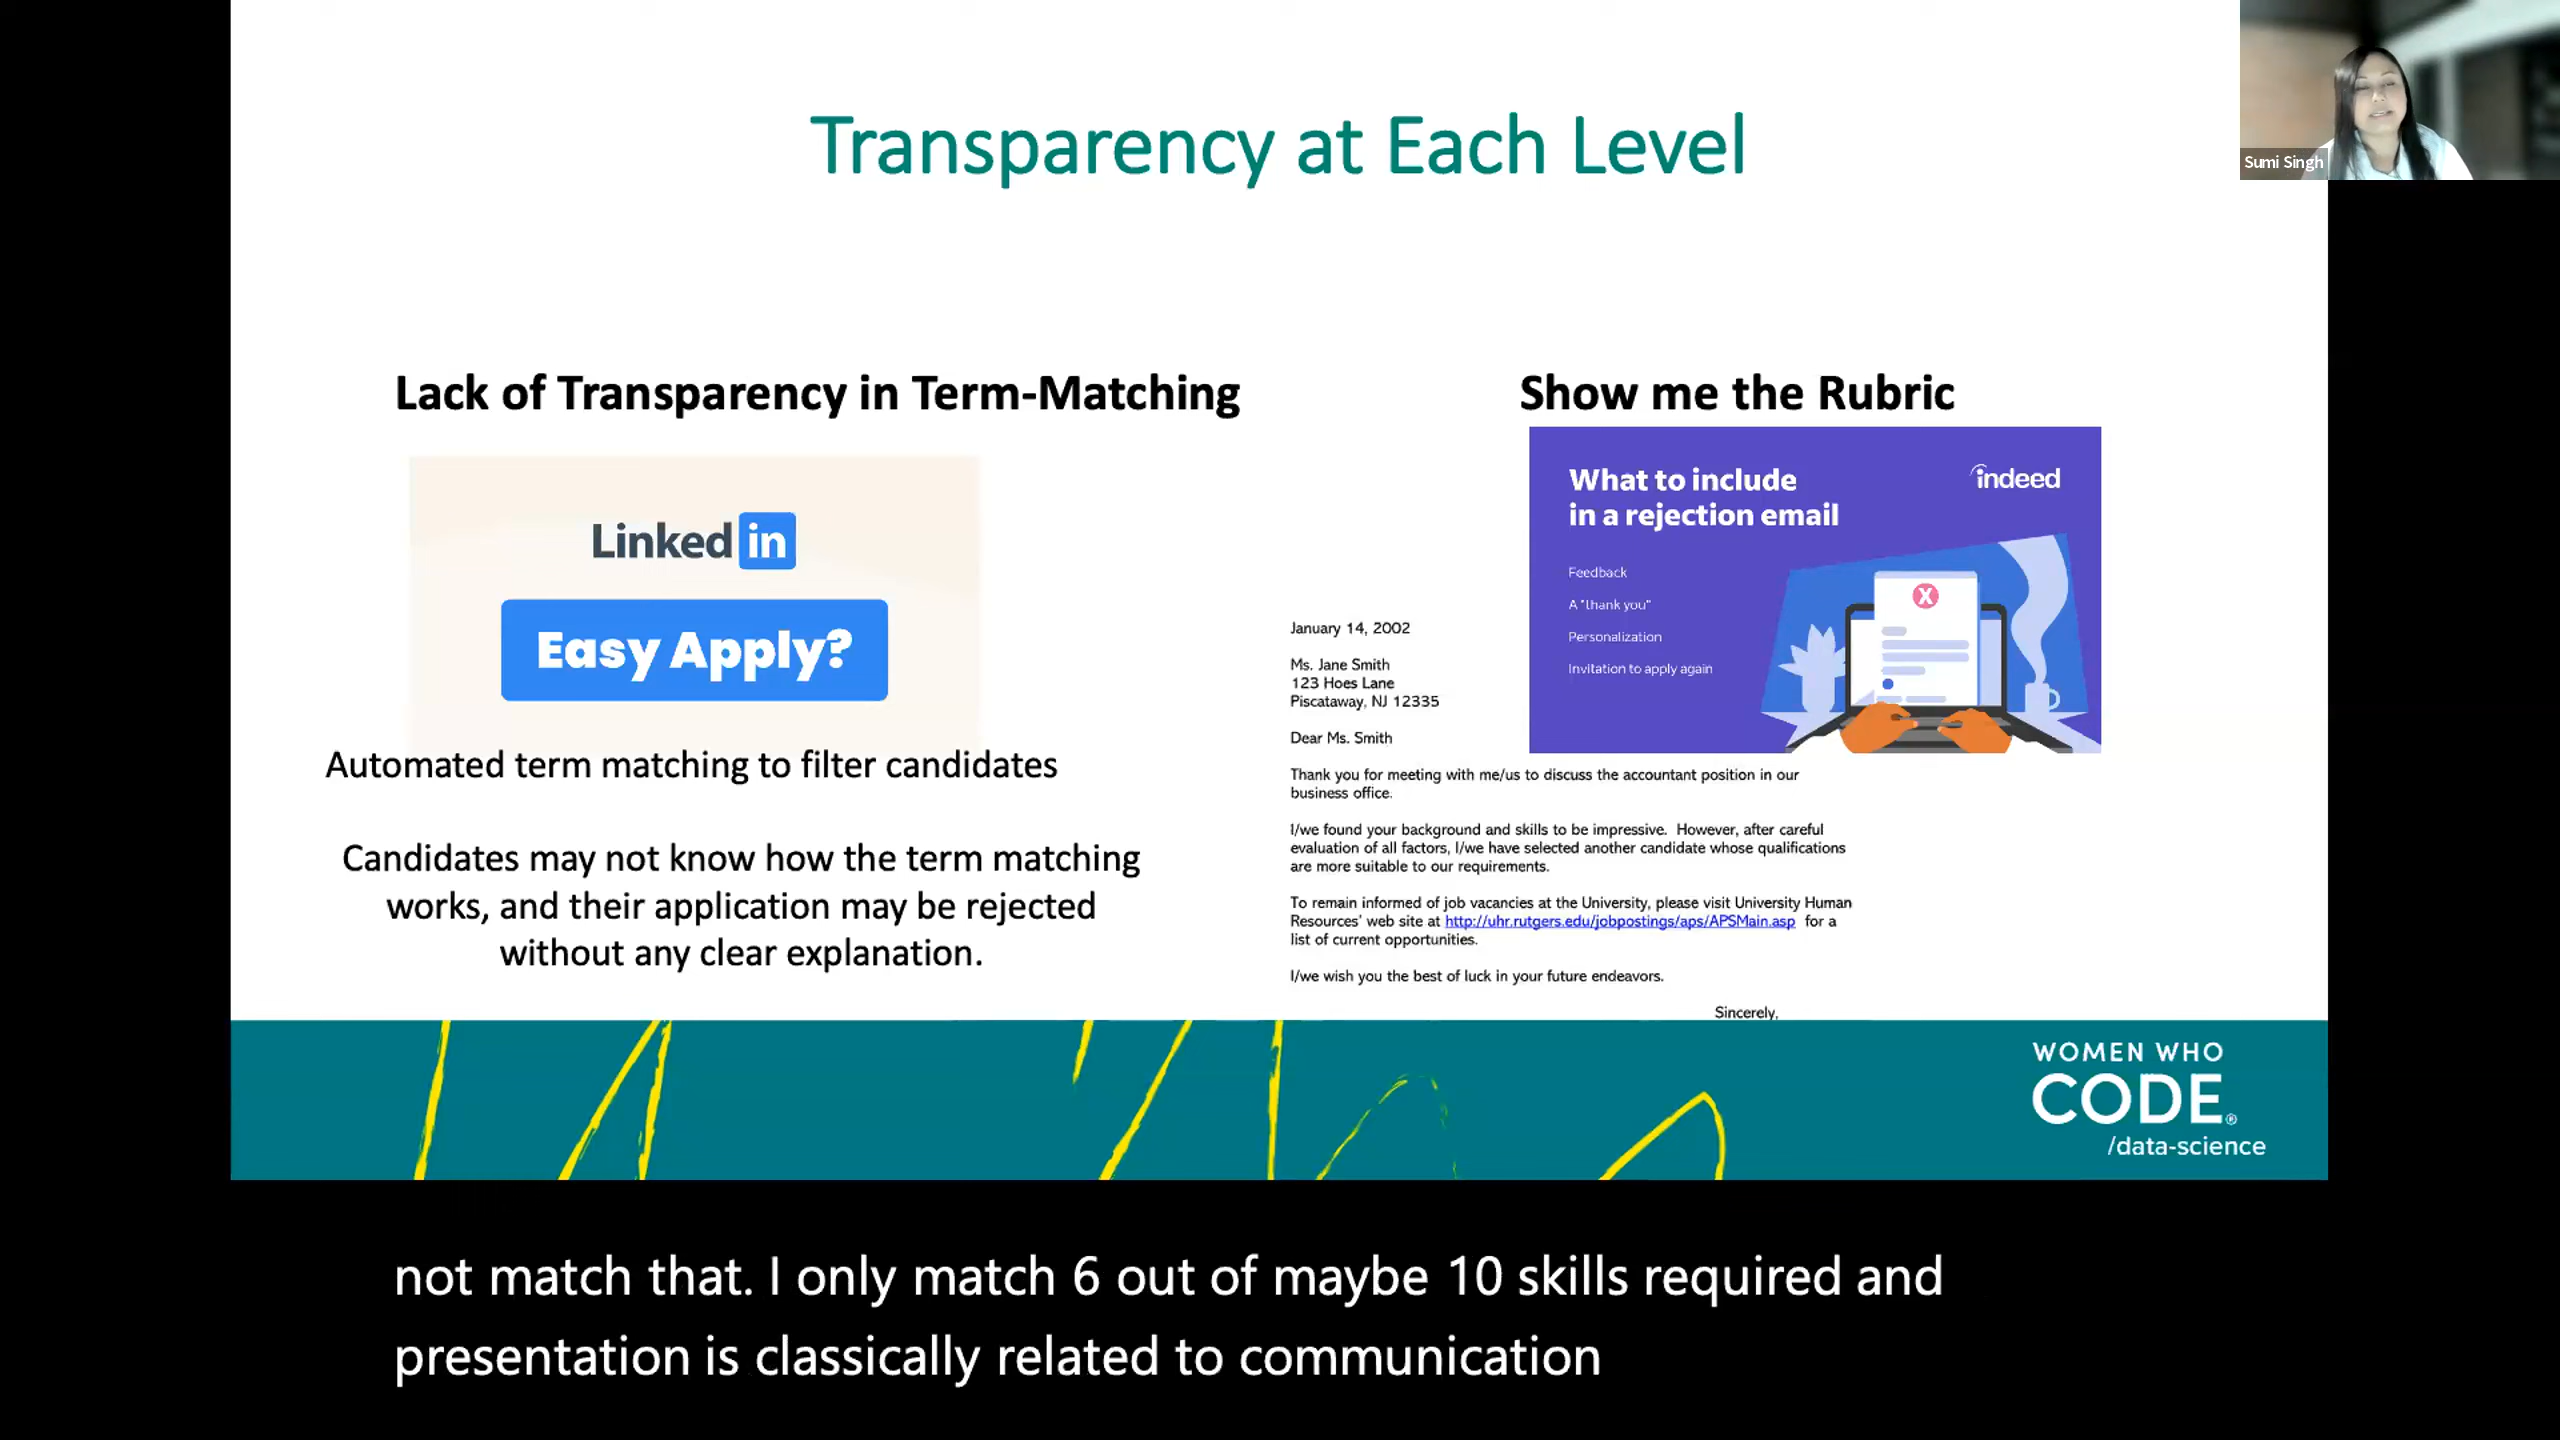 Transparency at Each Level
Sumi Singh
Lack of Transparency in Term-Matching
Linked in
Easy Apply?
Automated term matching to filter candidates
Candidates may not know how the term matching
works, and their application may be rejected
without any clear explanation.
Show me the Rubric
What to include
in a rejection email
indeed
Feedback
A "thank you"
Personalization
Invitation to apply again
X
January 14, 2002
Ms. Jane Smith
123 Hoes Lane
Piscataway, NJ 12335
Dear Ms. Smith
Thank you for meeting with me/us to discuss the accountant position in our
business office.
I/we found your background and skills to be impressive. However, after careful
evaluation of all factors, I/we have selected another candidate whose qualifications
are more suitable to our requirements.
To remain informed of job vacancies at the University, please visit University Human
Resources' web site at http://uhr.rutgers.edu/jobpostings/aps/APSMain.asp for a
list of current opportunities.
I/we wish you the best of luck in your future endeavors.
Sincerely,
WOMEN WHO
CODE®
/data-science
not match that. I only match 6 out of maybe 10 skills required and
presentation is classically related to communication